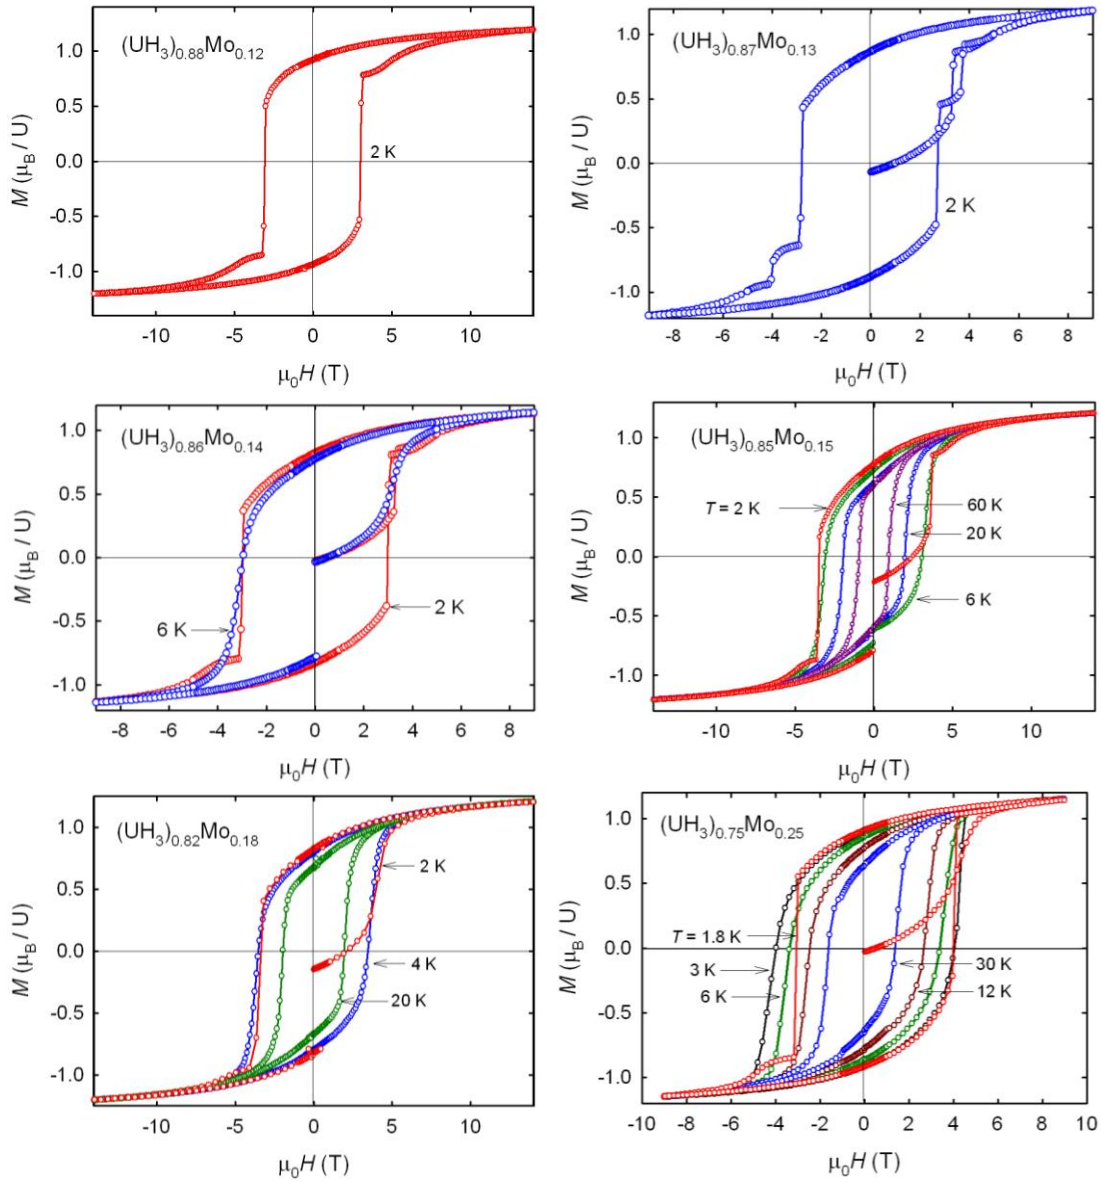 (UH3)0.88Mo0.12
M (μB / U)
1.0
0.5
0.0
-0.5
-1.0
2 K
-10 -5 0 5 10
μ0H (T)
(UH3)0.87Mo0.13
M (μB / U)
1.0
0.5
0.0
-0.5
-1.0
2 K
-8 -6 -4 -2 0 2 4 6 8
μ0H (T)
(UH3)0.86Mo0.14
M (μB / U)
1.0
0.5
0.0
-0.5
-1.0
6 K
2 K
-8 -6 -4 -2 0 2 4 6 8
μ0H (T)
(UH3)0.85Mo0.15
M (μB / U)
1.0
0.5
0.0
-0.5
-1.0
T = 2 K
60 K
20 K
6 K
-10 -5 0 5 10
μ0H (T)
(UH3)0.82Mo0.18
M (μB / U)
1.0
0.5
0.0
-0.5
-1.0
2 K
4 K
20 K
-10 -5 0 5 10
μ0H (T)
(UH3)0.75Mo0.25
M (μB / U)
1.0
0.5
0.0
-0.5
-1.0
T = 1.8 K
3 K
6 K
30 K
12 K
-10 -8 -6 -4 -2 0 2 4 6 8 10
μ0H (T)